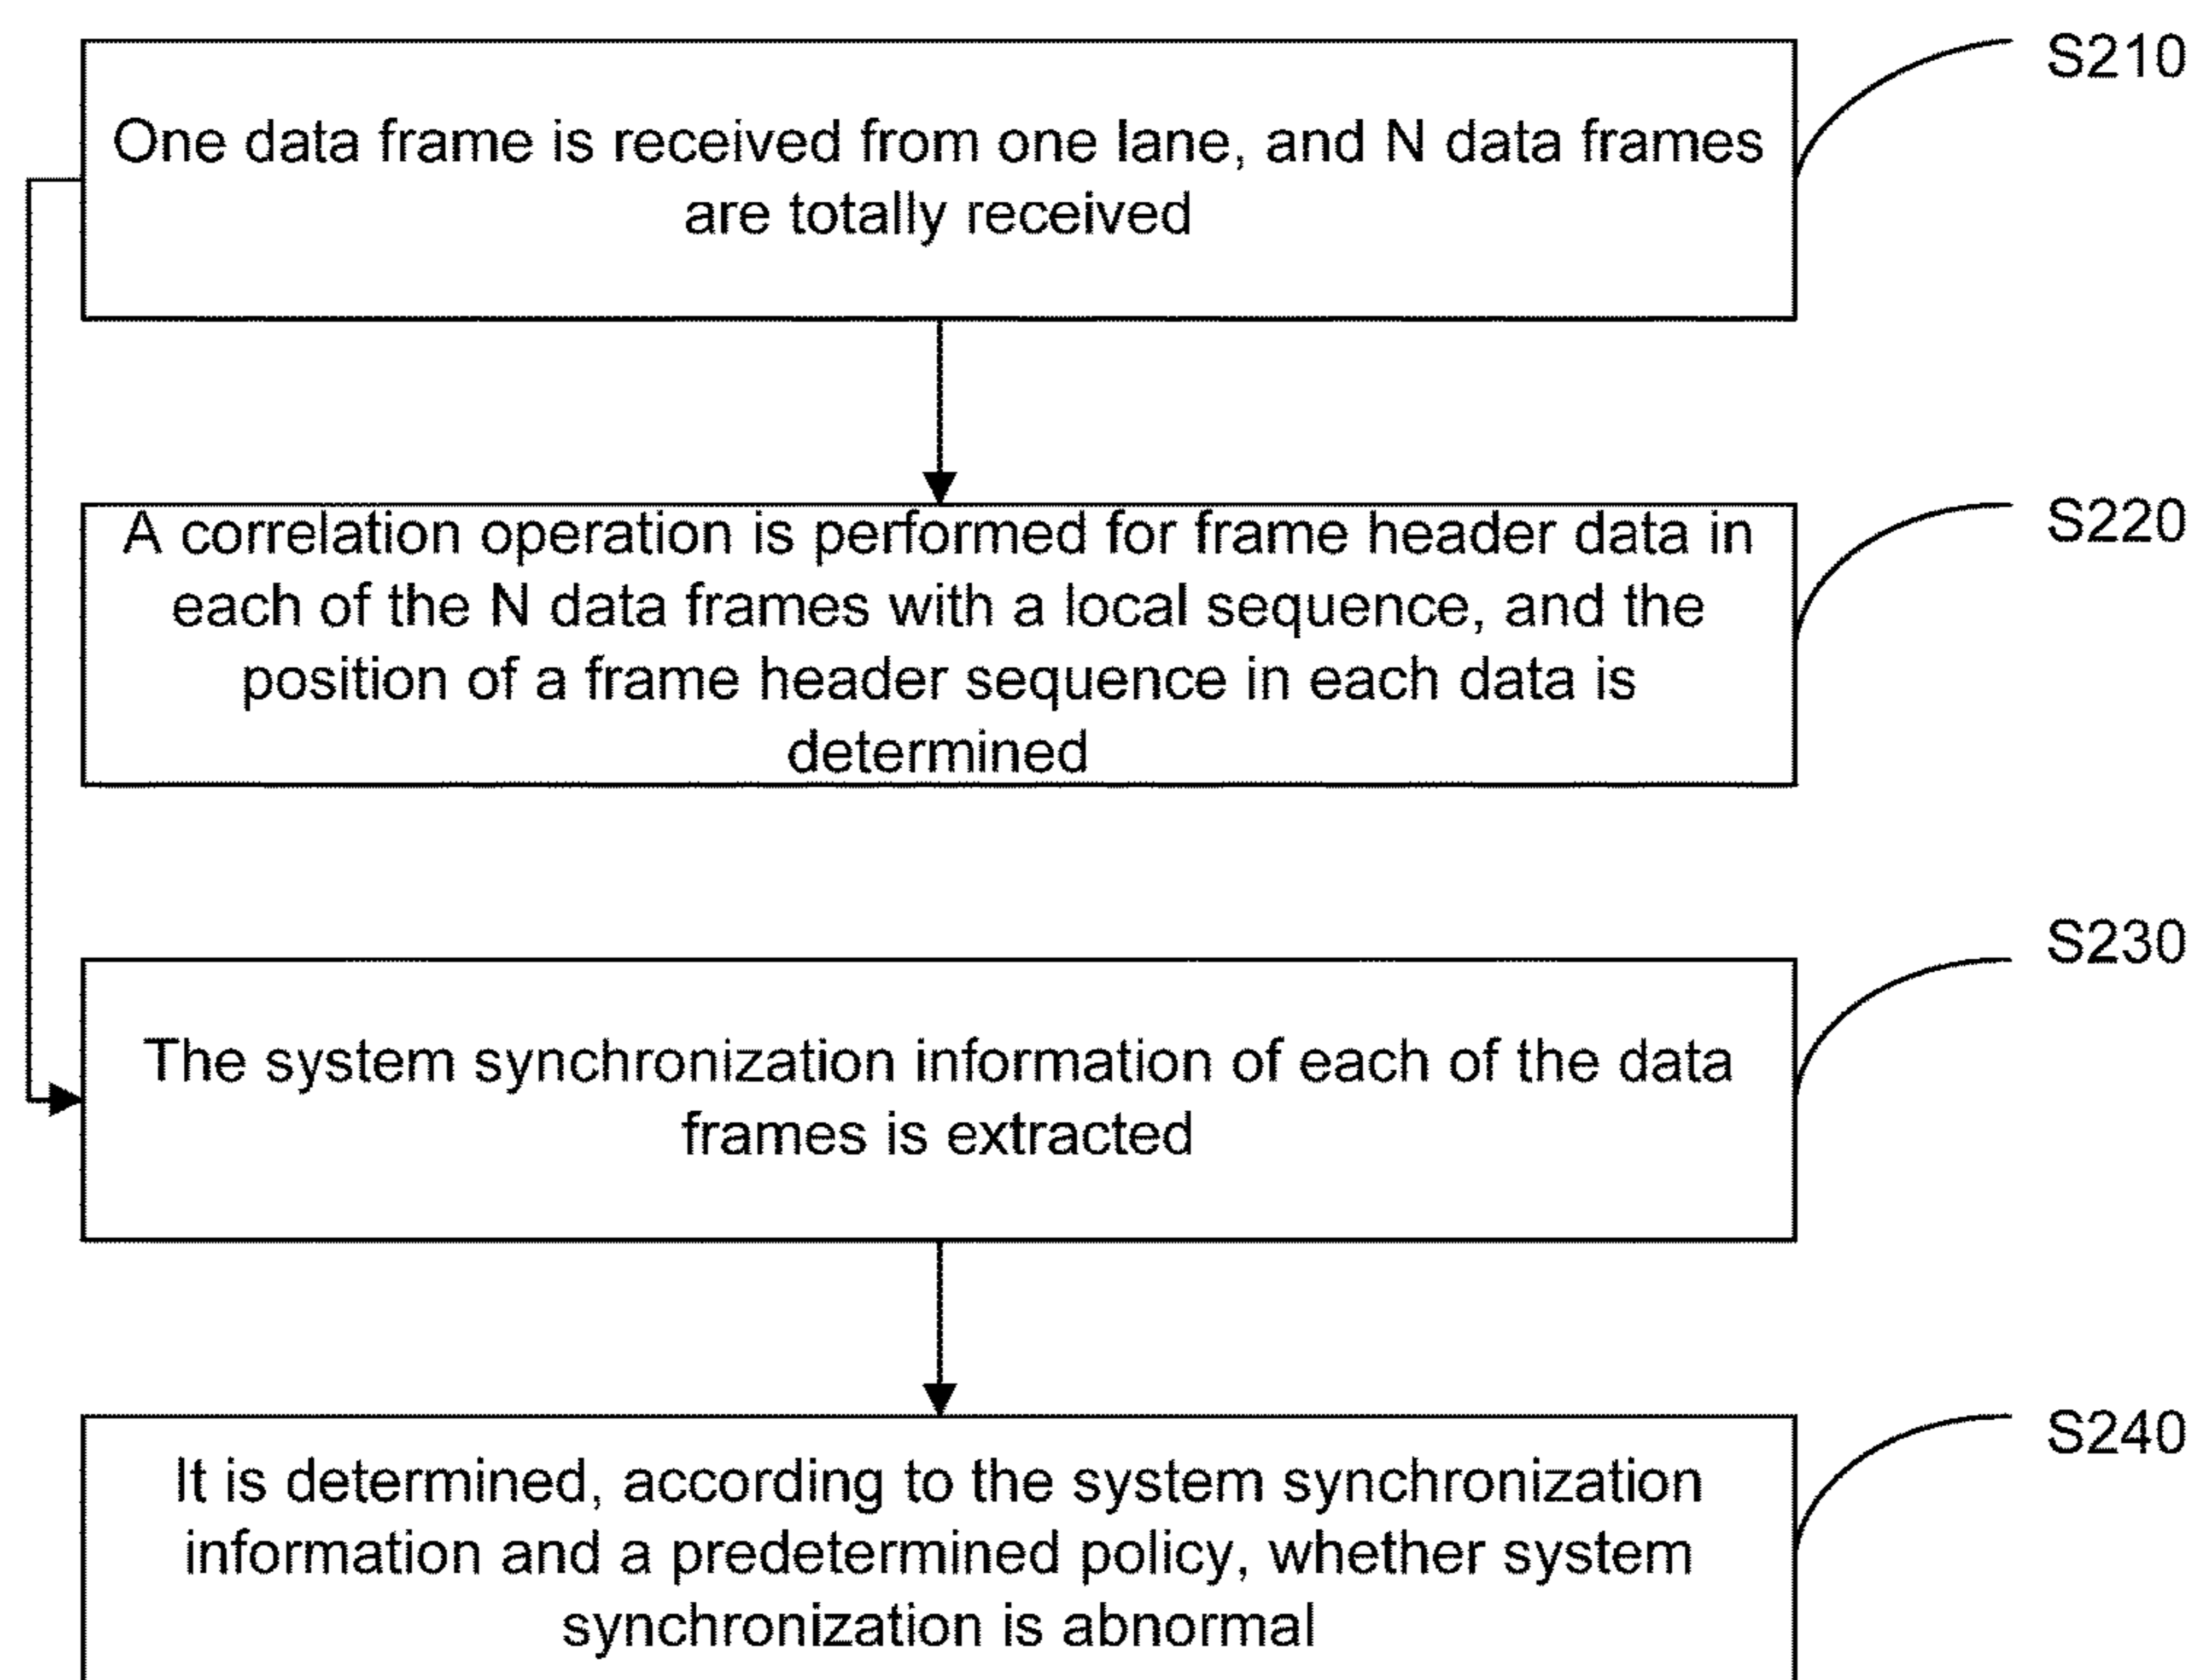 S210
One data frame is received from one lane, and N data frames
are totally received
S220
A correlation operation is performed for frame header data in
each of the N data frames with a local sequence, and the
position of a frame header sequence in each data is
determined
S230
The system synchronization information of each of the data
frames is extracted
S240
It is determined, according to the system synchronization
information and a predetermined policy, whether system
synchronization is abnormal